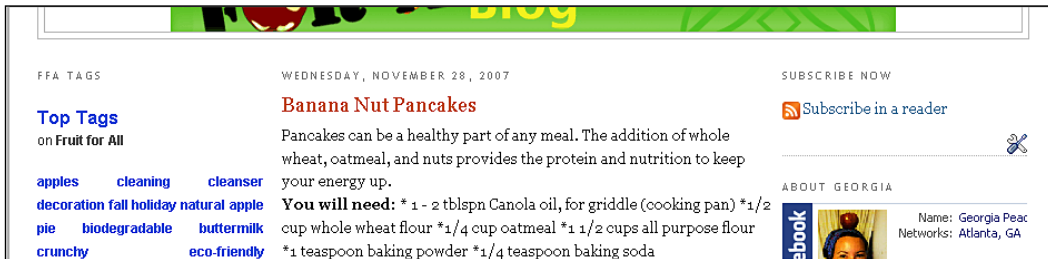 Blog
FFA TAGS
Top Tags
on Fruit for All
apples cleaning cleanser
decoration fall holiday natural apple
pie biodegradable buttermilk
crunchy eco-friendly
WEDNESDAY, NOVEMBER 28, 2007
Banana Nut Pancakes
Pancakes can be a healthy part of any meal. The addition of whole
wheat, oatmeal, and nuts provides the protein and nutrition to keep
your energy up.
You will need: * 1 - 2 tblspn Canola oil, for griddle (cooking pan) *1/2
cup whole wheat flour *1/4 cup oatmeal *1 1/2 cups all purpose flour
*1 teaspoon baking powder *1/4 teaspoon baking soda
SUBSCRIBE NOW
Subscribe in a reader
ABOUT GEORGIA
ebook
Name: Georgia Peac
Networks: Atlanta, GA